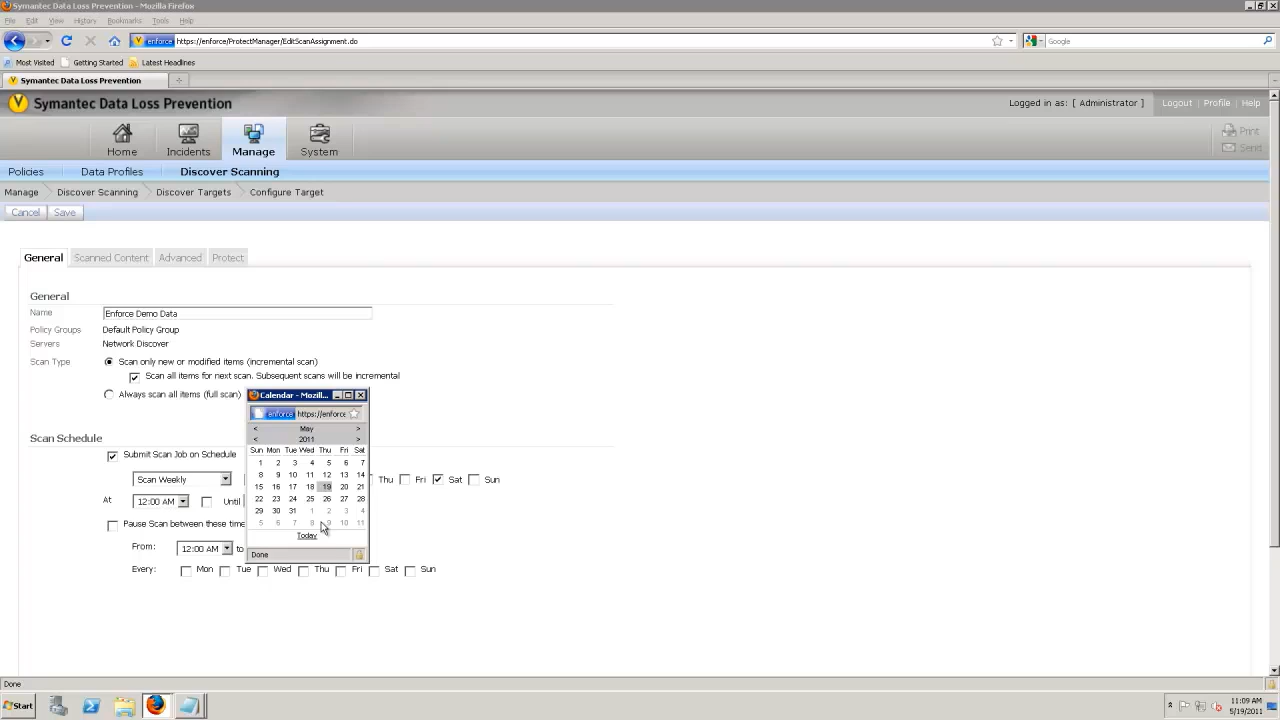 Symantec Data Loss Prevention - Mozilla Firefox
File Edit View History Bookmarks Tools Help
enforce https://enforce/ProtectManager/EditScanAssignment.do Google
Most Visited Getting Started Latest Headlines
Symantec Data Loss Prevention
Symantec Data Loss Prevention Logged in as: [ Administrator ] Logout Profile Help
Home Incidents Manage System Print
Send
Policies Data Profiles Discover Scanning
Manage Discover Scanning Discover Targets Configure Target
Cancel Save
General Scanned Content Advanced Protect
General
Name Enforce Demo Data
Policy Groups Default Policy Group
Servers Network Discover
Scan Type Scan only new or modified items (incremental scan)
Scan all items for next scan. Subsequent scans will be incremental
Always scan all items (full scan)
Calendar - Mozill...
enforce https://enforce
< May >
< 2011 >
Sun Mon Tue Wed Thu Fri Sat
1 2 3 4 5 6 7
8 9 10 11 12 13 14
15 16 17 18 19 20 21
22 23 24 25 26 27 28
29 30 31 1 2 3 4
5 6 7 8 9 10 11
Today
Done
Scan Schedule
Submit Scan Job on Schedule
Scan Weekly Thu Fri Sat Sun
At 12:00 AM Until
Pause Scan between these time
From: 12:00 AM to
Every: Mon Tue Wed Thu Fri Sat Sun
Done
Start 11:09 AM
5/19/2011